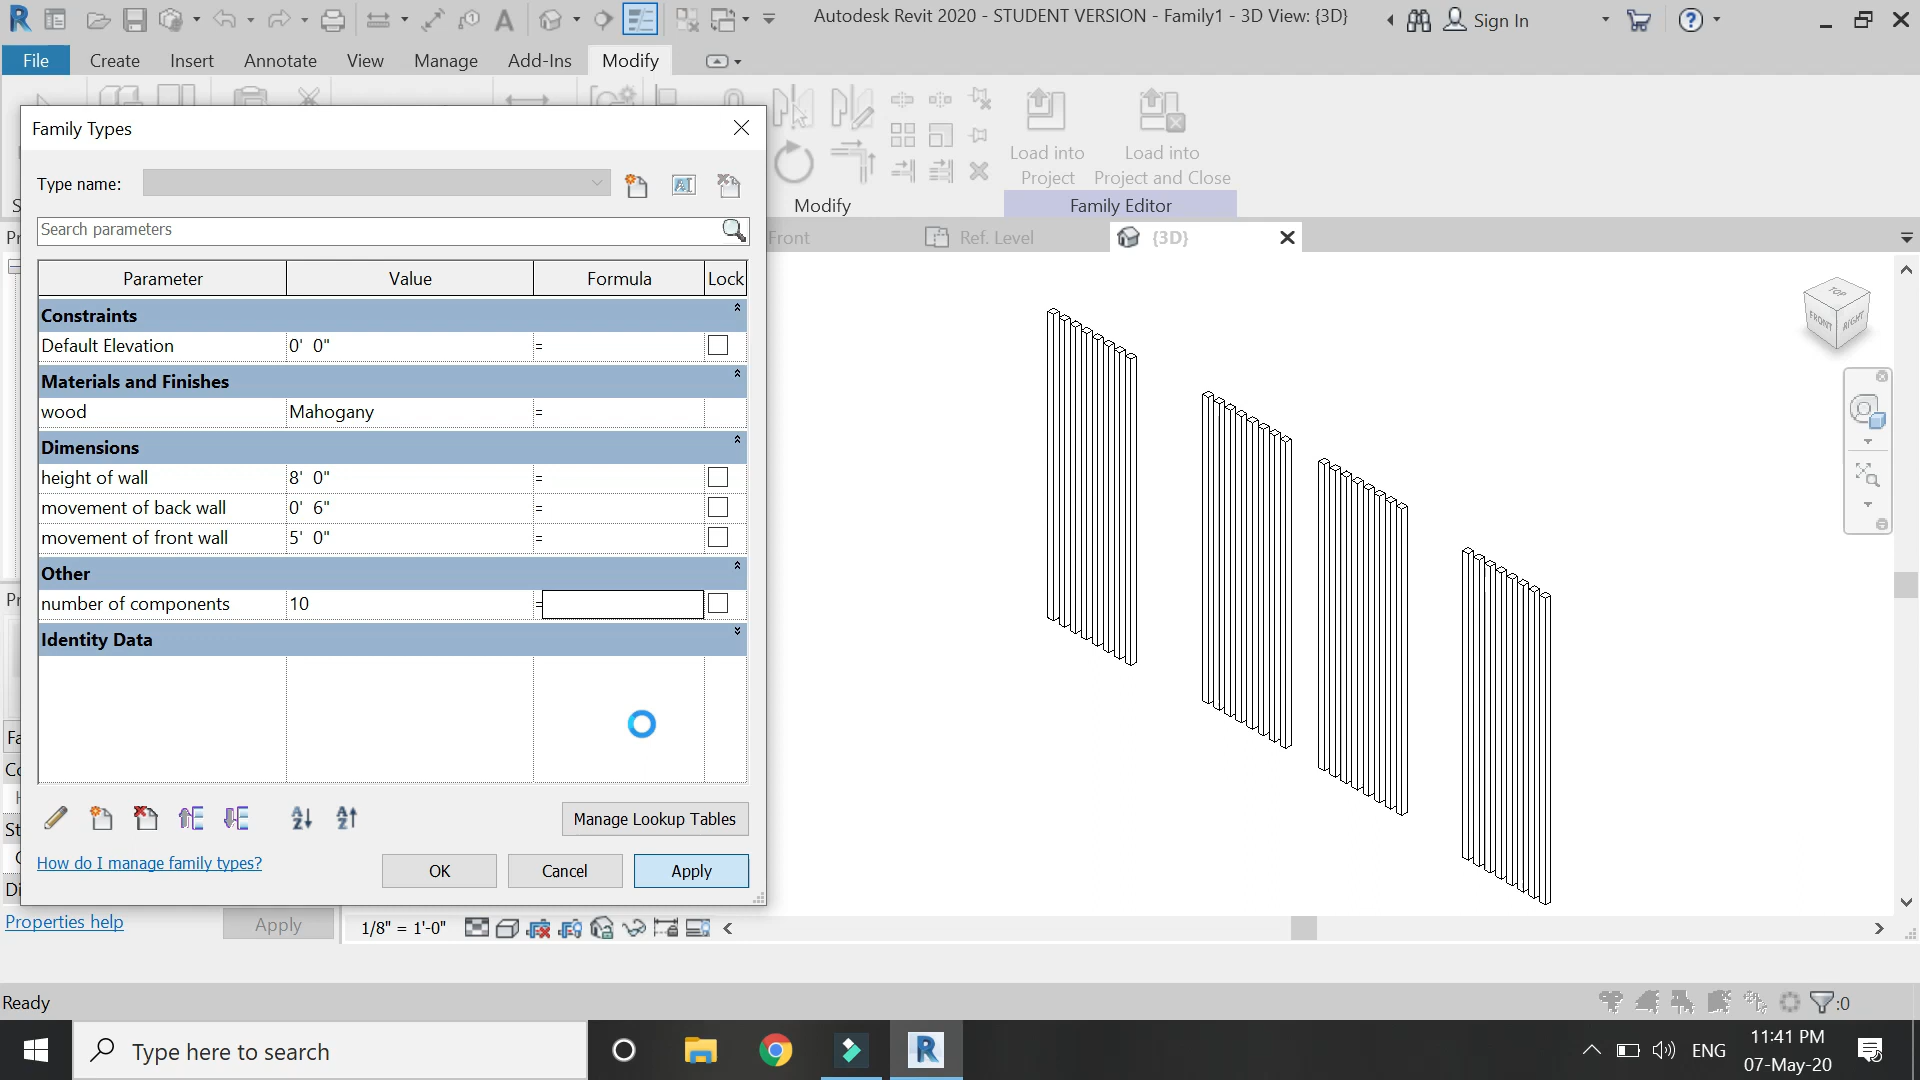 Autodesk Revit 2020 - STUDENT VERSION - Family1 - 3D View: {3D}
Sign In
File Create Insert Annotate View Manage Add-Ins Modify
Family Types
Type name:
Search parameters
Parameter Value Formula Lock
Constraints
Default Elevation 0' 0" =
Materials and Finishes
wood Mahogany =
Dimensions
height of wall 8' 0" =
movement of back wall 0' 6" =
movement of front wall 5' 0" =
Other
number of components 10 =
Identity Data
Manage Lookup Tables
How do I manage family types?
OK Cancel Apply
Load into Project
Load into Project and Close
Modify
Family Editor
Front
Ref. Level
{3D}
TOP
FRONT
RIGHT
Properties help
Apply
1/8" = 1'-0"
Ready
:0
Type here to search
ENG
11:41 PM
07-May-20